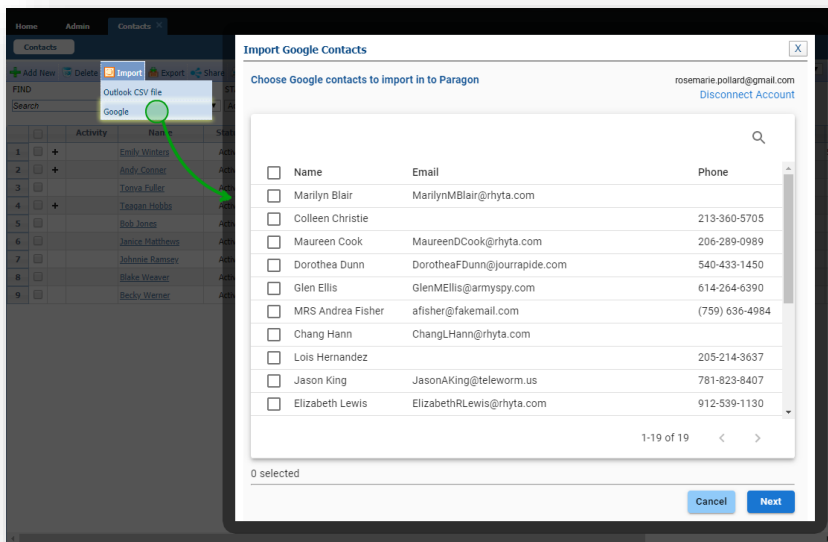 Home Admin Contacts ×
Contacts
Add New Delete Import Export Share
Outlook CSV file
Google
FIND
Search
Activity Name
1 + Emily Winters
2 + Andy Conner
3 Tonya Fuller
4 + Teagan Hobbs
5 Bob Jones
6 Janice Matthews
7 Johnnie Ramsey
8 Blake Weaver
9 Becky Werner
Import Google Contacts X
Choose Google contacts to import in to Paragon rosemarie.pollard@gmail.com
Disconnect Account
Name Email Phone
Marilyn Blair MarilynMBlair@rhyta.com
Colleen Christie 213-360-5705
Maureen Cook MaureenDCook@rhyta.com 206-289-0989
Dorothea Dunn DorotheaFDunn@jourrapide.com 540-433-1450
Glen Ellis GlenMEllis@armyspy.com 614-264-6390
MRS Andrea Fisher afisher@fakemail.com (759) 636-4984
Chang Hann ChangLHann@rhyta.com
Lois Hernandez 205-214-3637
Jason King JasonAKing@teleworm.us 781-823-8407
Elizabeth Lewis ElizabethRLewis@rhyta.com 912-539-1130
1-19 of 19 < >
0 selected
Cancel Next